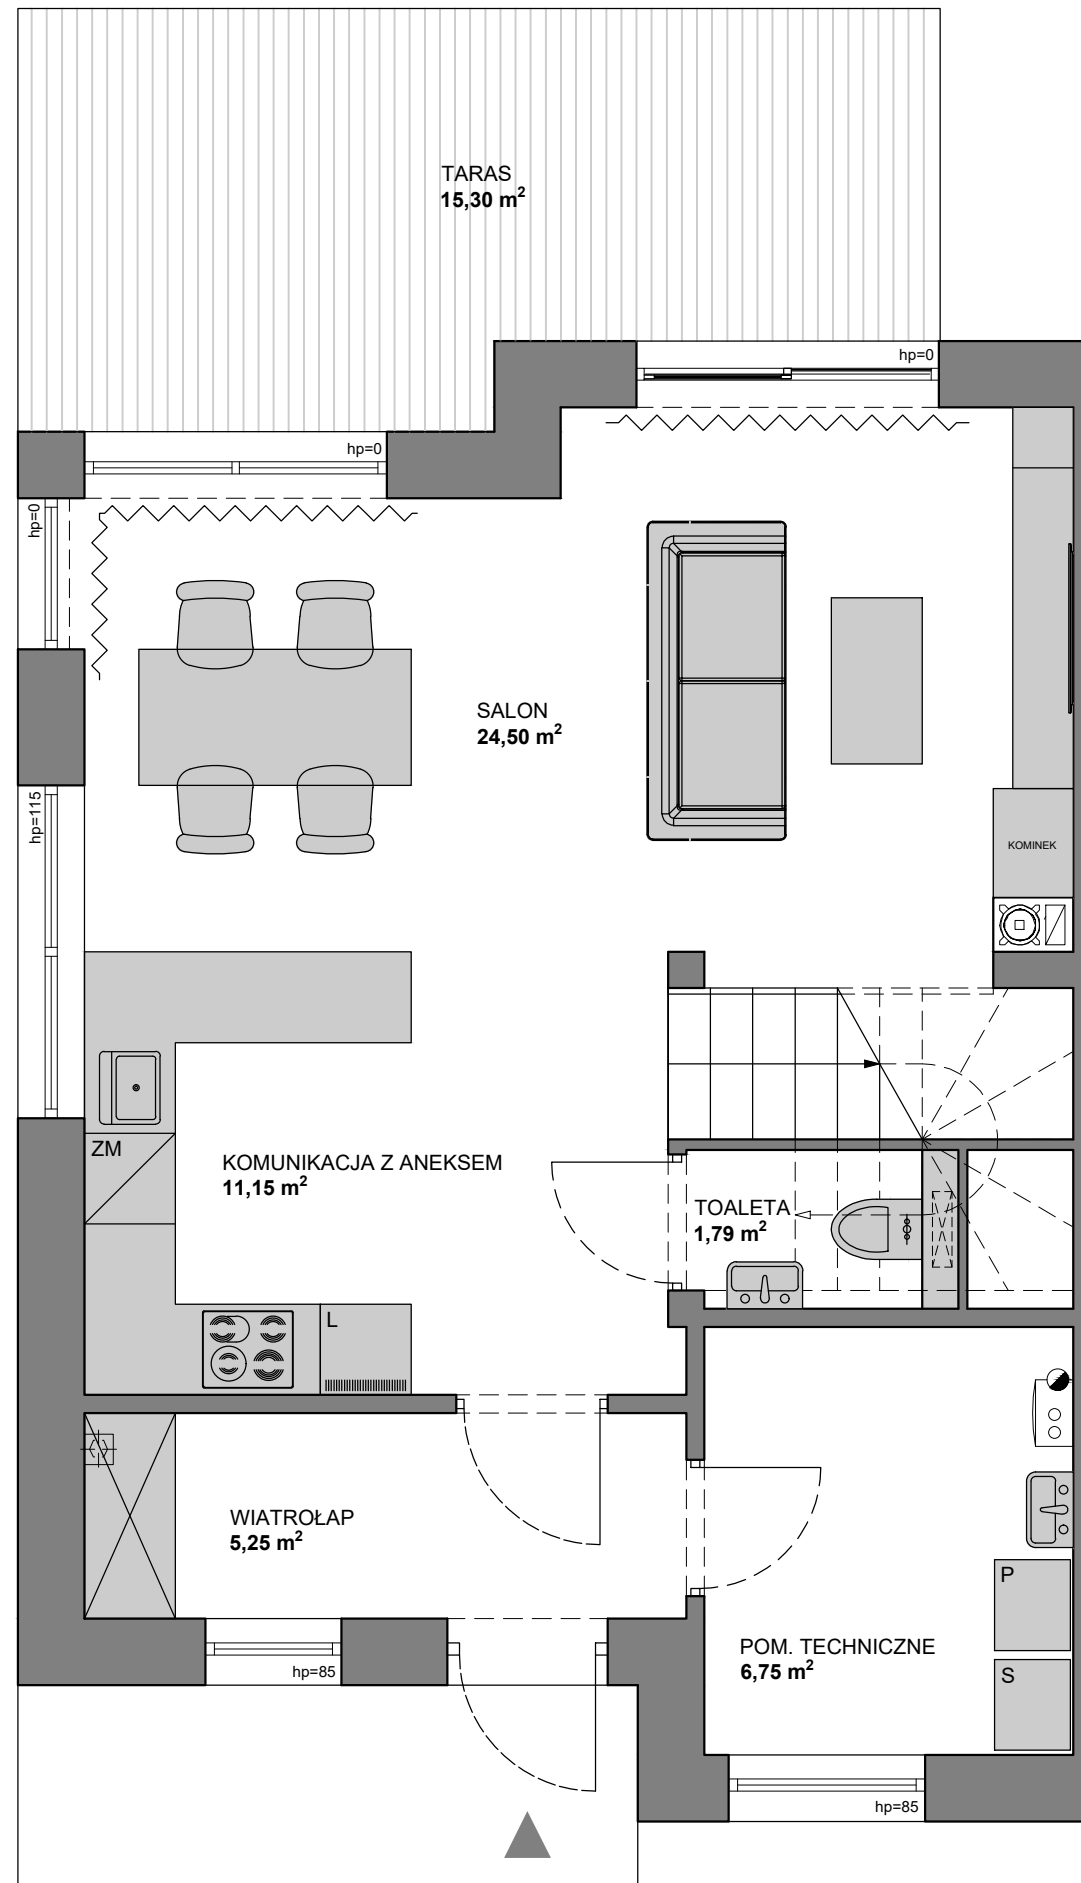 TARAS
15,30 m²
hp=0
hp=0
hp=0
SALON
24,50 m²
hp=115
KOMINEK
ZM
KOMUNIKACJA Z ANEKSEM
11,15 m²
TOALETA
1,79 m²
L
WIATROŁAP
5,25 m²
P
POM. TECHNICZNE
6,75 m²
S
hp=85
hp=85